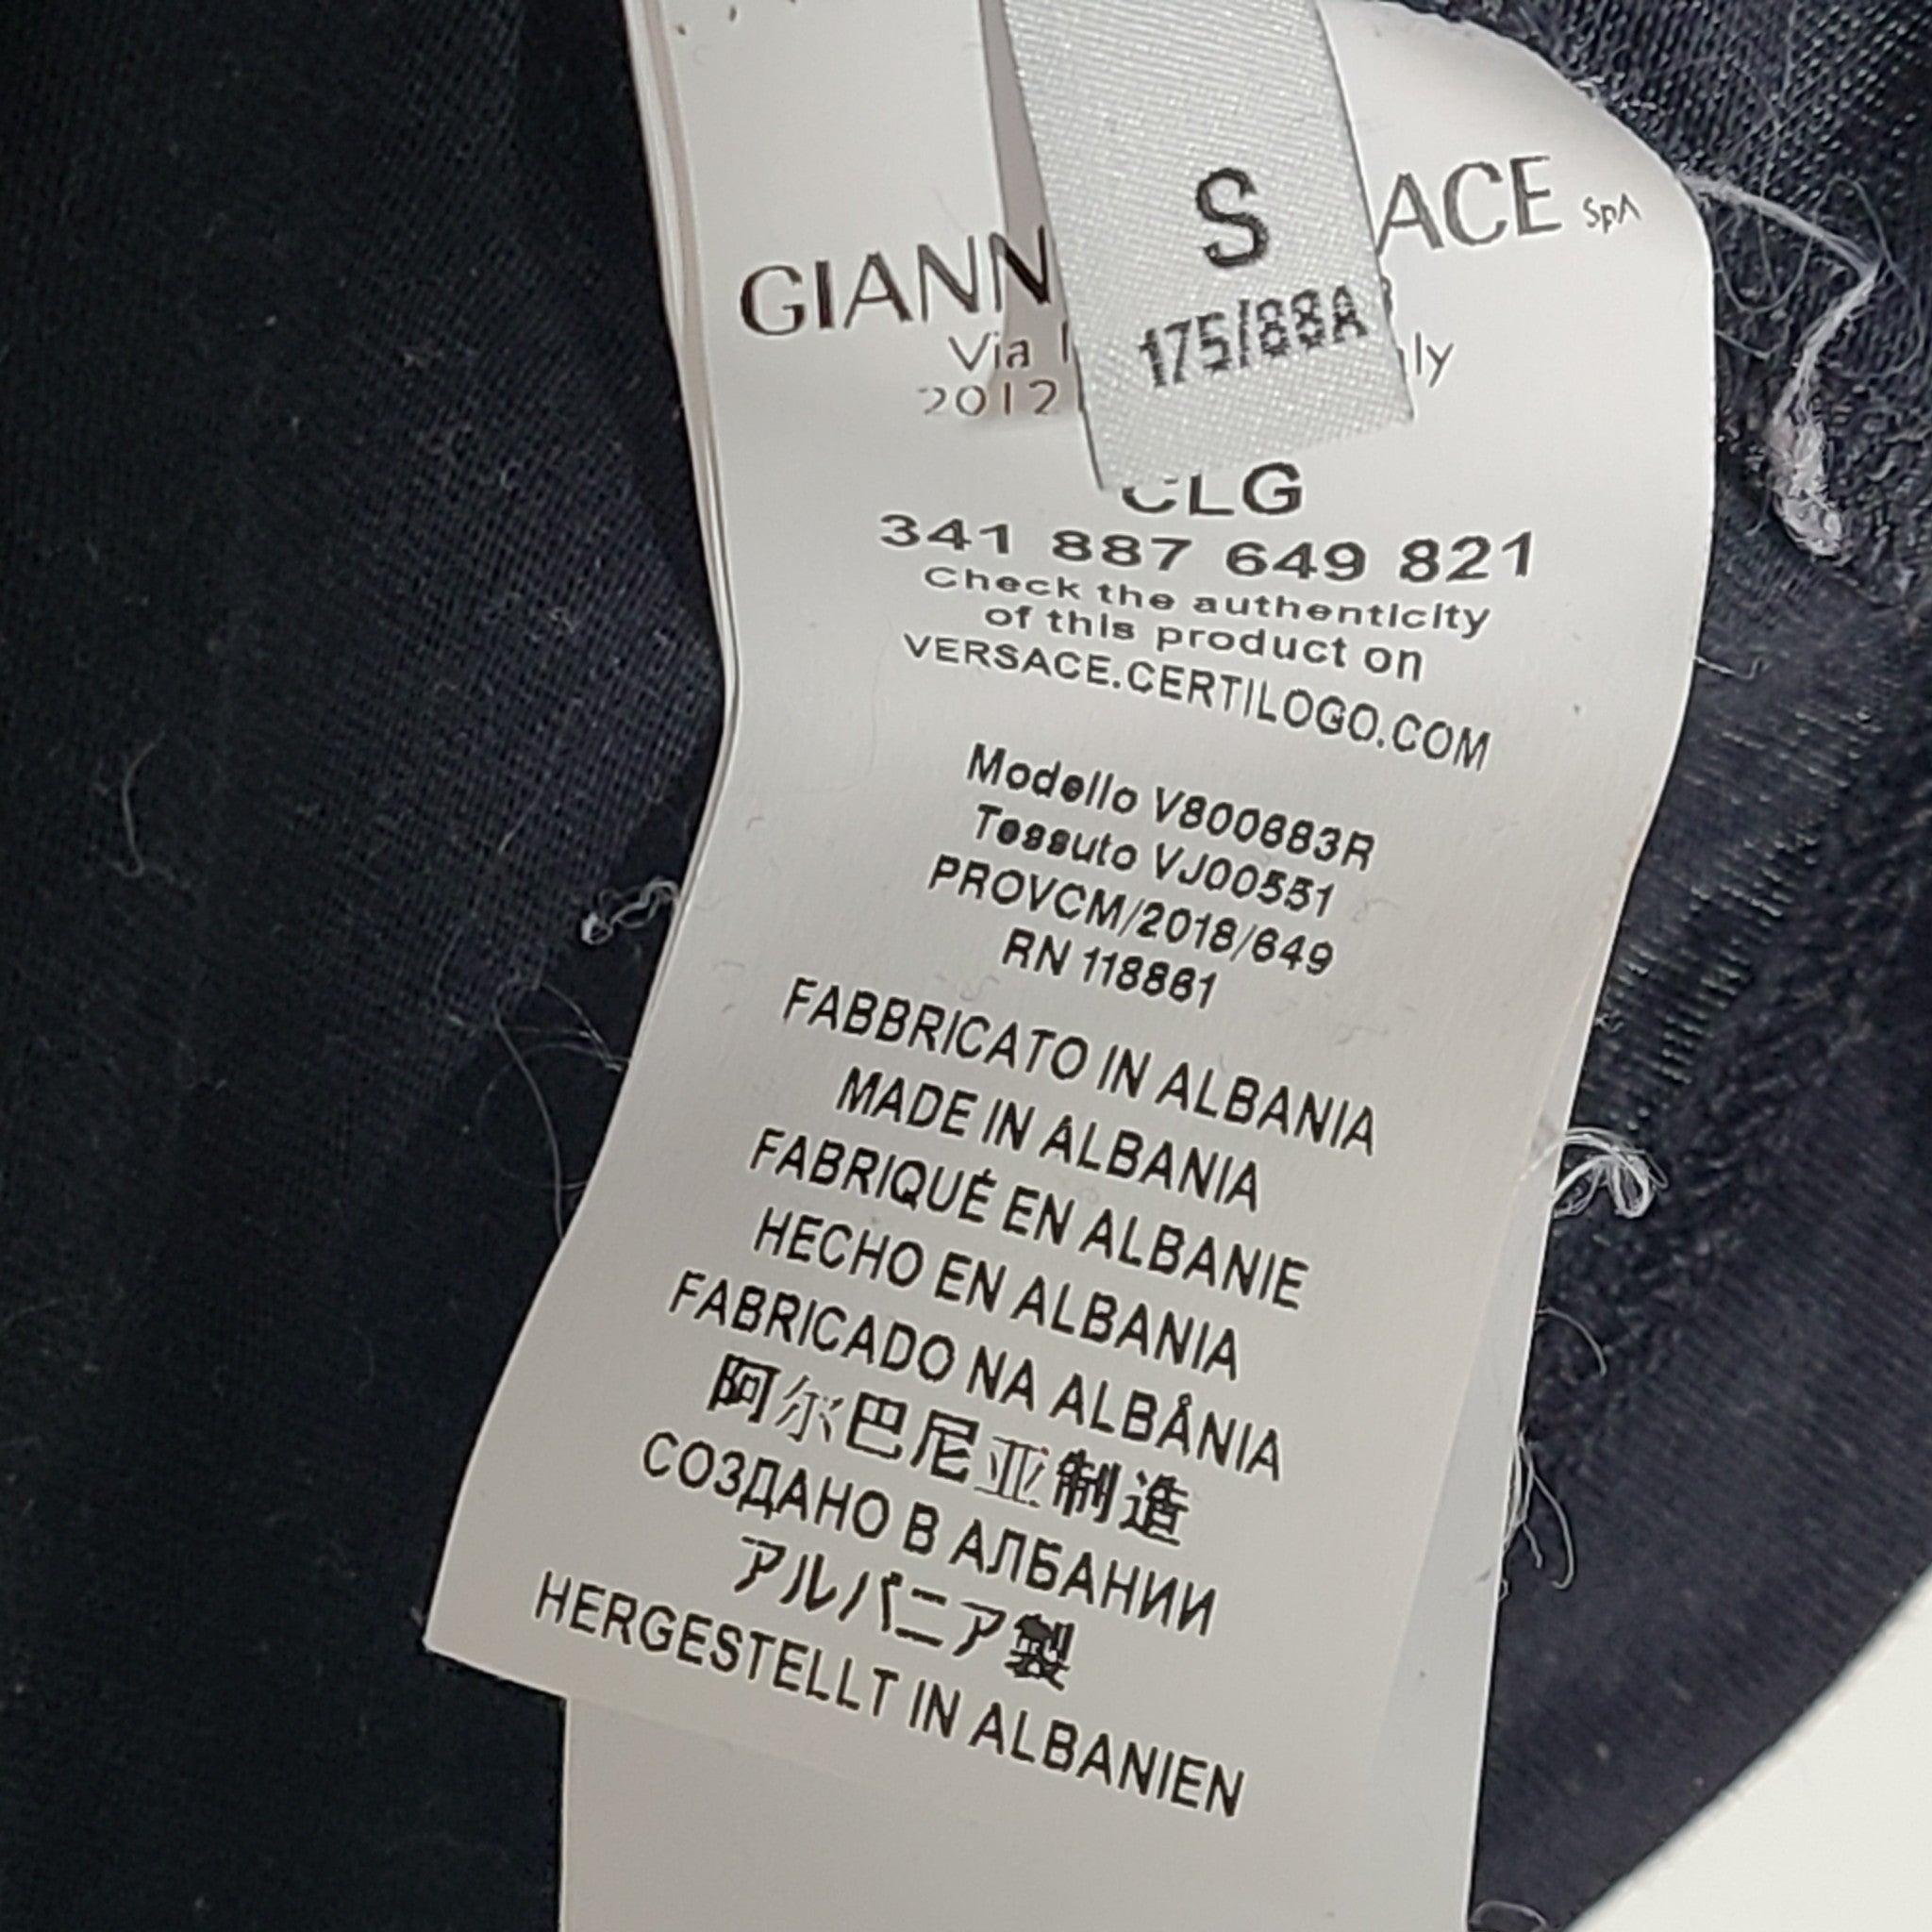 S
175/88A
GIANN ACE SpA
Via ly
2012
CLG
341 887 649 821
Check the authenticity
of this product on
VERSACE.CERTILOGO.COM
Modello V800683R
Tessuto VJ00551
PROVCM/2018/649
RN 118861
FABBRICATO IN ALBANIA
MADE IN ALBANIA
FABRIQUÉ EN ALBANIE
HECHO EN ALBANIA
FABRICADO NA ALBÂNIA
阿尔巴尼亚制造
СОЗДАНО В АЛБАНИИ
アルバニア製
HERGESTELLT IN ALBANIEN